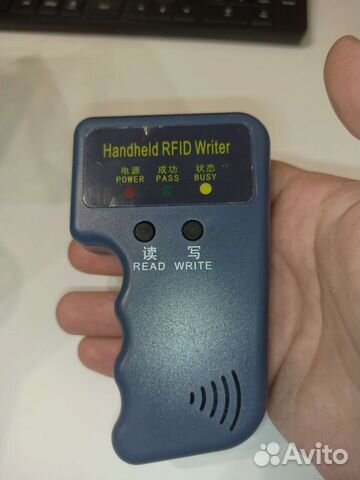 Handheld RFID Writer
电源 成功 状态
POWER PASS BUSY
读 写
READ WRITE
Avito